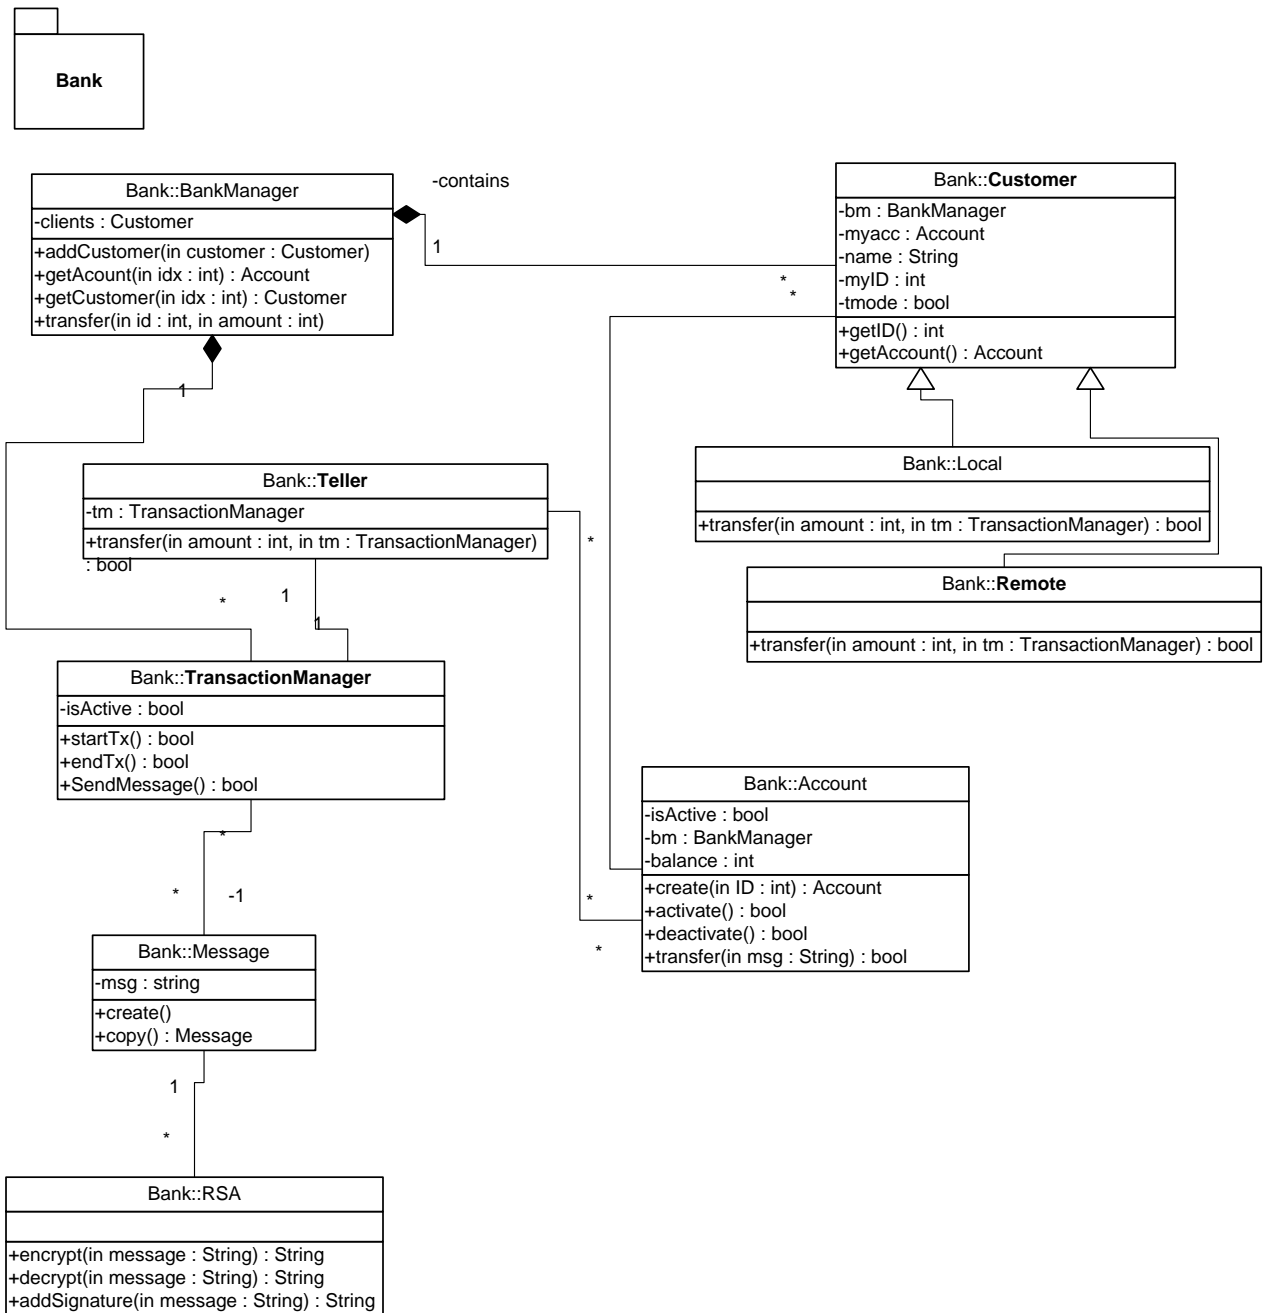 Bank
Bank::BankManager
-clients : Customer
+addCustomer(in customer : Customer)
+getAcount(in idx : int) : Account
+getCustomer(in idx : int) : Customer
+transfer(in id : int, in amount : int)
-contains
1
*
*
Bank::Customer
-bm : BankManager
-myacc : Account
-name : String
-myID : int
-tmode : bool
+getID() : int
+getAccount() : Account
1
Bank::Local
+transfer(in amount : int, in tm : TransactionManager) : bool
Bank::Teller
-tm : TransactionManager
+transfer(in amount : int, in tm : TransactionManager)
: bool
*
Bank::Remote
+transfer(in amount : int, in tm : TransactionManager) : bool
*
1
1
Bank::TransactionManager
-isActive : bool
+startTx() : bool
+endTx() : bool
+SendMessage() : bool
Bank::Account
-isActive : bool
-bm : BankManager
-balance : int
+create(in ID : int) : Account
+activate() : bool
+deactivate() : bool
+transfer(in msg : String) : bool
*
*
-1
*
*
Bank::Message
-msg : string
+create()
+copy() : Message
1
*
Bank::RSA
+encrypt(in message : String) : String
+decrypt(in message : String) : String
+addSignature(in message : String) : String